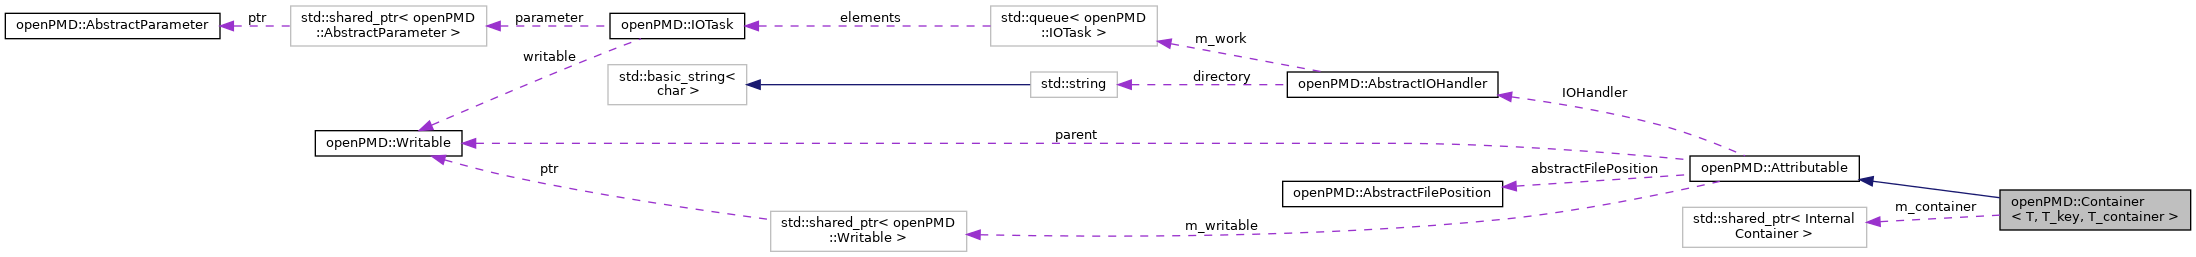 openPMD::AbstractParameter
ptr
std::shared_ptr< openPMD
::AbstractParameter >
parameter
openPMD::IOTask
elements
std::queue< openPMD
::IOTask >
m_work
writable
std::basic_string<
char >
std::string
directory
openPMD::AbstractIOHandler
IOHandler
openPMD::Writable
parent
ptr
abstractFilePosition
openPMD::Attributable
openPMD::AbstractFilePosition
std::shared_ptr< openPMD
::Writable >
m_writable
std::shared_ptr< Internal
Container >
m_container
openPMD::Container
< T, T_key, T_container >